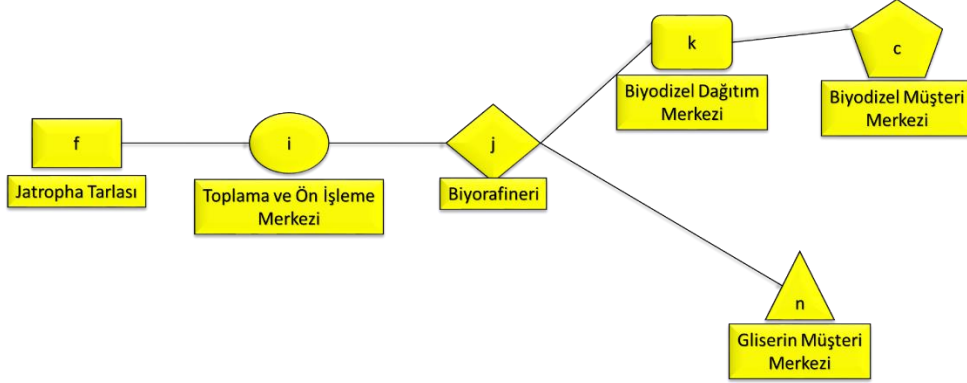 f
Jatropha Tarlası
i
Toplama ve Ön İşleme
Merkezi
j
Biyorafineri
k
Biyodizel Dağıtım
Merkezi
c
Biyodizel Müşteri
Merkezi
n
Gliserin Müşteri
Merkezi